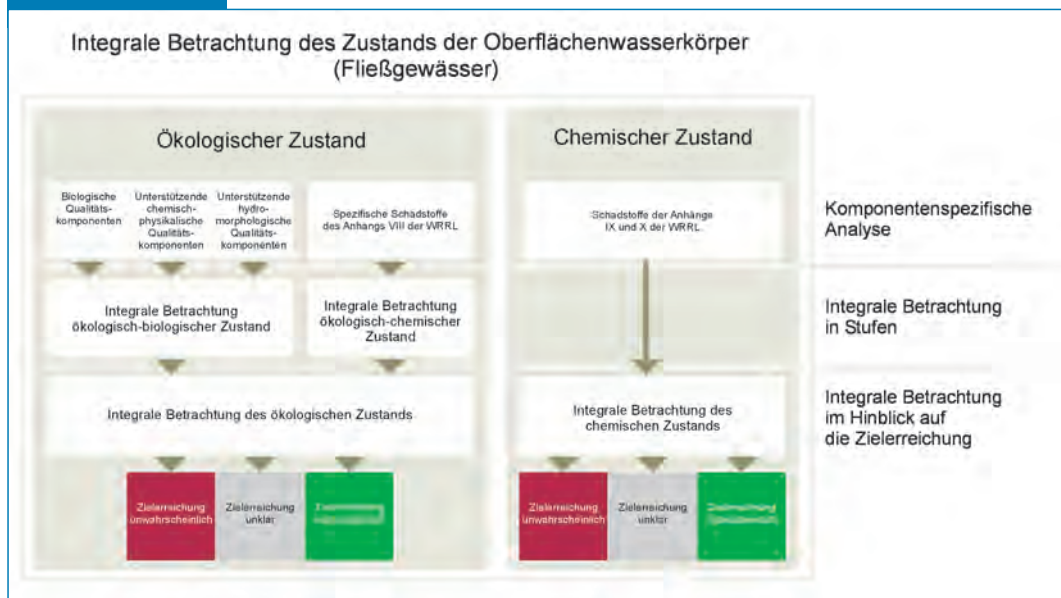 Integrale Betrachtung des Zustands der Oberflächenwasserkörper
(Fließgewässer)
Ökologischer Zustand
Chemischer Zustand
Biologische
Qualitäts-
komponenten
Unterstützende
chemisch-
physikalische
Qualitäts-
komponenten
Unterstützende
hydro-
morphologische
Qualitäts-
komponenten
Spezifische Schadstoffe
des Anhangs VIII der WRRL
Schadstoffe der Anhänge
IX und X der WRRL
Komponentenspezifische
Analyse
Integrale Betrachtung
ökologisch-biologischer Zustand
Integrale Betrachtung
ökologisch-chemischer
Zustand
Integrale Betrachtung
in Stufen
Integrale Betrachtung des ökologischen Zustands
Integrale Betrachtung des
chemischen Zustands
Integrale Betrachtung
im Hinblick auf
die Zielerreichung
Zielerreichung
unwahrscheinlich
Zielerreichung
unklar
Zielerreichung
unwahrscheinlich
Zielerreichung
unklar
Zielerreichung